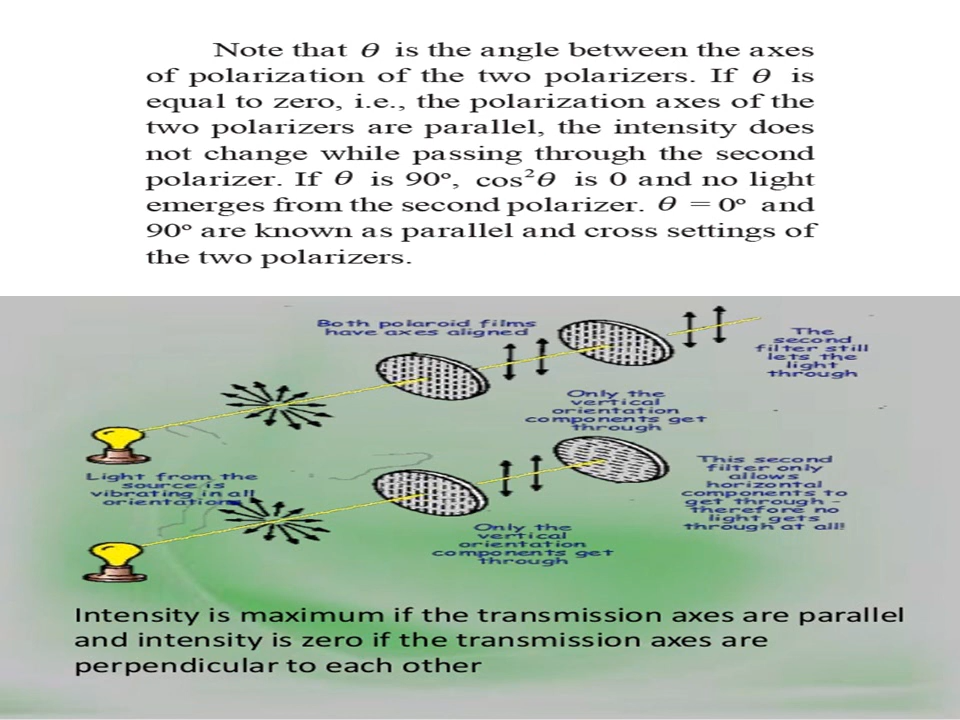 Note that θ is the angle between the axes
of polarization of the two polarizers. If θ is
equal to zero, i.e., the polarization axes of the
two polarizers are parallel, the intensity does
not change while passing through the second
polarizer. If θ is 90°, cos²θ is 0 and no light
emerges from the second polarizer. θ = 0° and
90° are known as parallel and cross settings of
the two polarizers.
Both polaroid films
have axes aligned
The
second
filter still
lets the
light
through
Only the
vertical
orientation
components get
through
Light from the
source is
vibrating in all
orientations
This second
filter only
allows
horizontal
components to
get through -
therefore no
light gets
through at all!
Only the
vertical
orientation
components get
through
Intensity is maximum if the transmission axes are parallel
and intensity is zero if the transmission axes are
perpendicular to each other